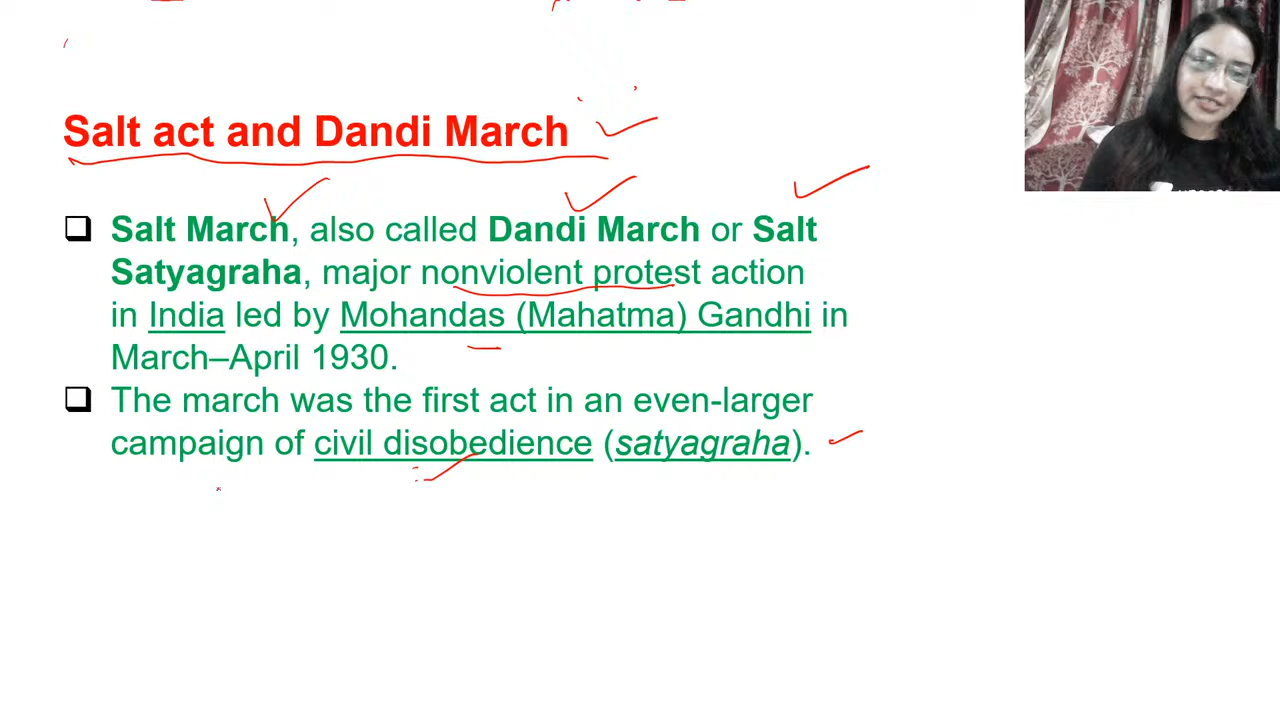 Salt act and Dandi March
Salt March, also called Dandi March or Salt
Satyagraha, major nonviolent protest action
in India led by Mohandas (Mahatma) Gandhi in
March–April 1930.
The march was the first act in an even-larger
campaign of civil disobedience (satyagraha).